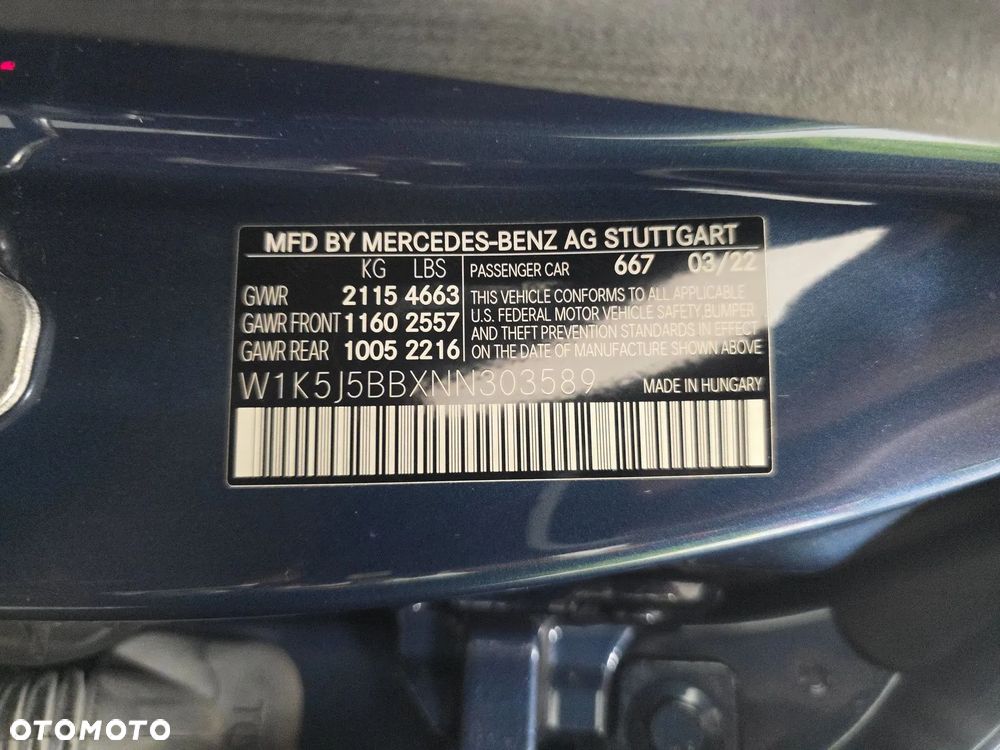 MFD BY MERCEDES-BENZ AG STUTTGART
KG LBS PASSENGER CAR 667 03/22
GWR 2115 4663 THIS VEHICLE CONFORMS TO ALL APPLICABLE
U.S. FEDERAL MOTOR VEHICLE SAFETY, BUMPER
GAWR FRONT 1160 2557 AND THEFT PREVENTION STANDARDS IN EFFECT
GAWR REAR 1005 2216 ON THE DATE OF MANUFACTURE SHOWN ABOVE
W1K5J5BBXNN303589 MADE IN HUNGARY
OTOMOTO